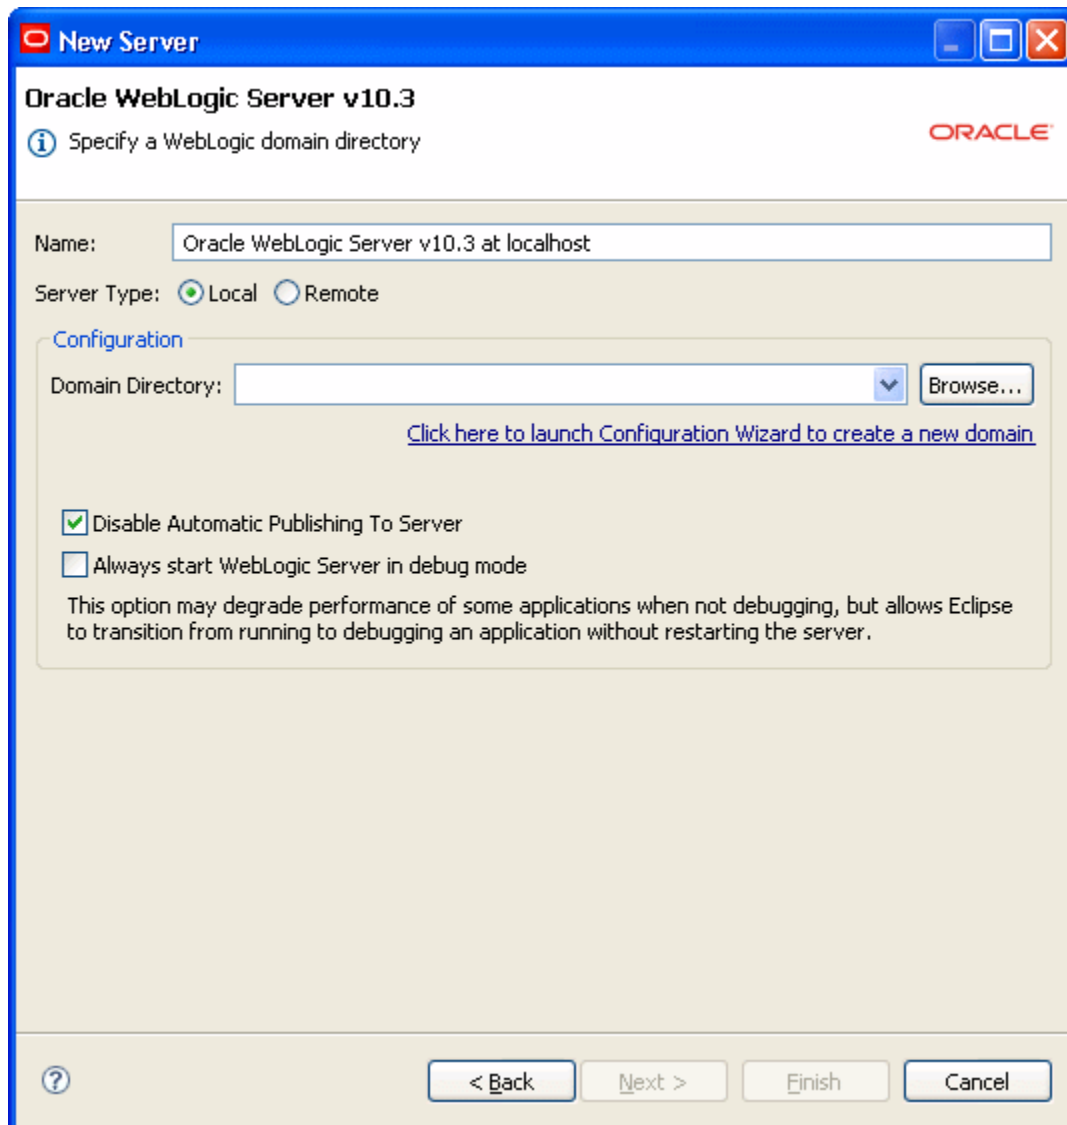 New Server
Oracle WebLogic Server v10.3
Specify a WebLogic domain directory
ORACLE
Name: Oracle WebLogic Server v10.3 at localhost
Server Type: Local Remote
Configuration
Domain Directory: Browse...
Click here to launch Configuration Wizard to create a new domain
Disable Automatic Publishing To Server
Always start WebLogic Server in debug mode
This option may degrade performance of some applications when not debugging, but allows Eclipse
to transition from running to debugging an application without restarting the server.
? < Back Next > Finish Cancel